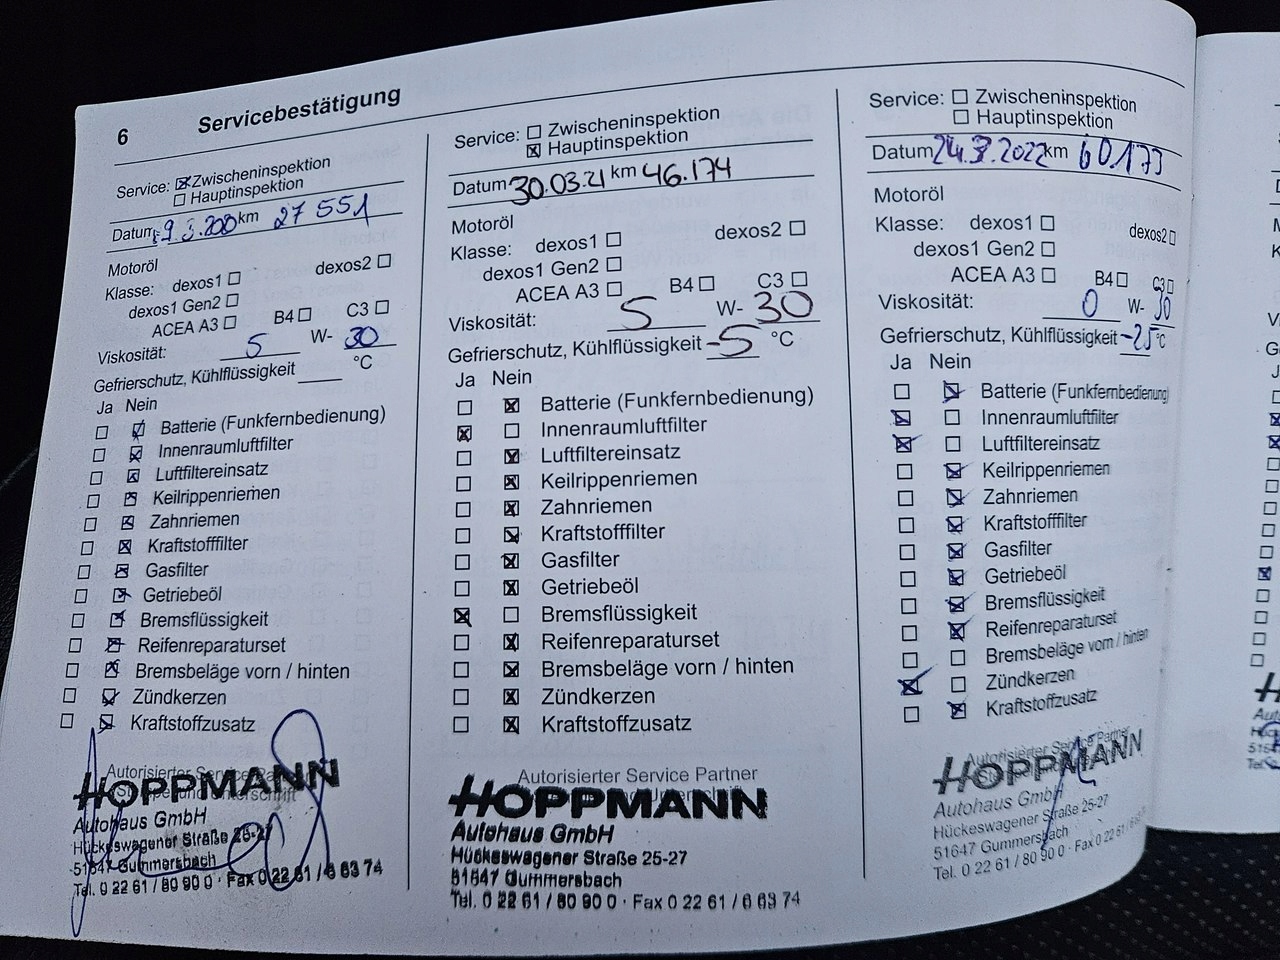 6 Servicebestätigung
Service: ☒ Zwischeninspektion
☐ Hauptinspektion
Datum km 27 551
Motoröl
Klasse: dexos1 ☐ dexos2 ☐
dexos1 Gen2 ☐
ACEA A3 ☐ B4 ☐ C3 ☐
Viskosität: 5 W- 30
Gefrierschutz, Kühlflüssigkeit °C
Ja Nein
☐ ☒ Batterie (Funkfernbedienung)
☐ ☒ Innenraumluftfilter
☐ ☒ Luftfiltereinsatz
☐ ☒ Keilrippenriemen
☐ ☒ Zahnriemen
☐ ☒ Kraftstofffilter
☐ ☒ Gasfilter
☐ ☒ Getriebeöl
☐ ☒ Bremsflüssigkeit
☐ ☒ Reifenreparaturset
☐ ☒ Bremsbeläge vorn / hinten
☐ ☒ Zündkerzen
☐ ☒ Kraftstoffzusatz
Autorisierter Service
HOPPMANN
Autohaus GmbH
Hückeswagener Straße 25-27
51647 Gummersbach
Tel. 0 22 61 / 80 90 0 · Fax 0 22 61 / 6 63 74
Service: ☐ Zwischeninspektion
☒ Hauptinspektion
Datum 30.03.21 km 46.174
Motoröl
Klasse: dexos1 ☐ dexos2 ☐
dexos1 Gen2 ☐
ACEA A3 ☐ B4 ☐ C3 ☐
Viskosität: 5 W- 30
Gefrierschutz, Kühlflüssigkeit -5 °C
Ja Nein
☐ ☒ Batterie (Funkfernbedienung)
☒ ☐ Innenraumluftfilter
☐ ☒ Luftfiltereinsatz
☐ ☒ Keilrippenriemen
☐ ☒ Zahnriemen
☐ ☒ Kraftstofffilter
☐ ☒ Gasfilter
☐ ☒ Getriebeöl
☒ ☐ Bremsflüssigkeit
☐ ☒ Reifenreparaturset
☐ ☒ Bremsbeläge vorn / hinten
☐ ☒ Zündkerzen
☐ ☒ Kraftstoffzusatz
Autorisierter Service Partner
HOPPMANN
Autohaus GmbH
Hückeswagener Straße 25-27
51647 Gummersbach
Tel. 0 22 61 / 80 90 0 · Fax 0 22 61 / 6 63 74
Service: ☐ Zwischeninspektion
☐ Hauptinspektion
Datum 24.3.2022 km 60.173
Motoröl
Klasse: dexos1 ☐ dexos2 ☐
dexos1 Gen2 ☐
ACEA A3 ☐ B4 ☐ C3 ☐
Viskosität: 0 W- 30
Gefrierschutz, Kühlflüssigkeit -25 °C
Ja Nein
☐ ☒ Batterie (Funkfernbedienung)
☒ ☐ Innenraumluftfilter
☒ ☐ Luftfiltereinsatz
☐ ☒ Keilrippenriemen
☐ ☒ Zahnriemen
☐ ☒ Kraftstofffilter
☐ ☒ Gasfilter
☐ ☒ Getriebeöl
☐ ☒ Bremsflüssigkeit
☐ ☒ Reifenreparaturset
☐ ☐ Bremsbeläge vorn / hinten
☒ ☐ Zündkerzen
☐ ☒ Kraftstoffzusatz
Autorisierter Service Partner
HOPPMANN
Autohaus GmbH
Hückeswagener Straße 25-27
51647 Gummersbach
Tel. 0 22 61 / 80 90 0 · Fax 0 22 61 /